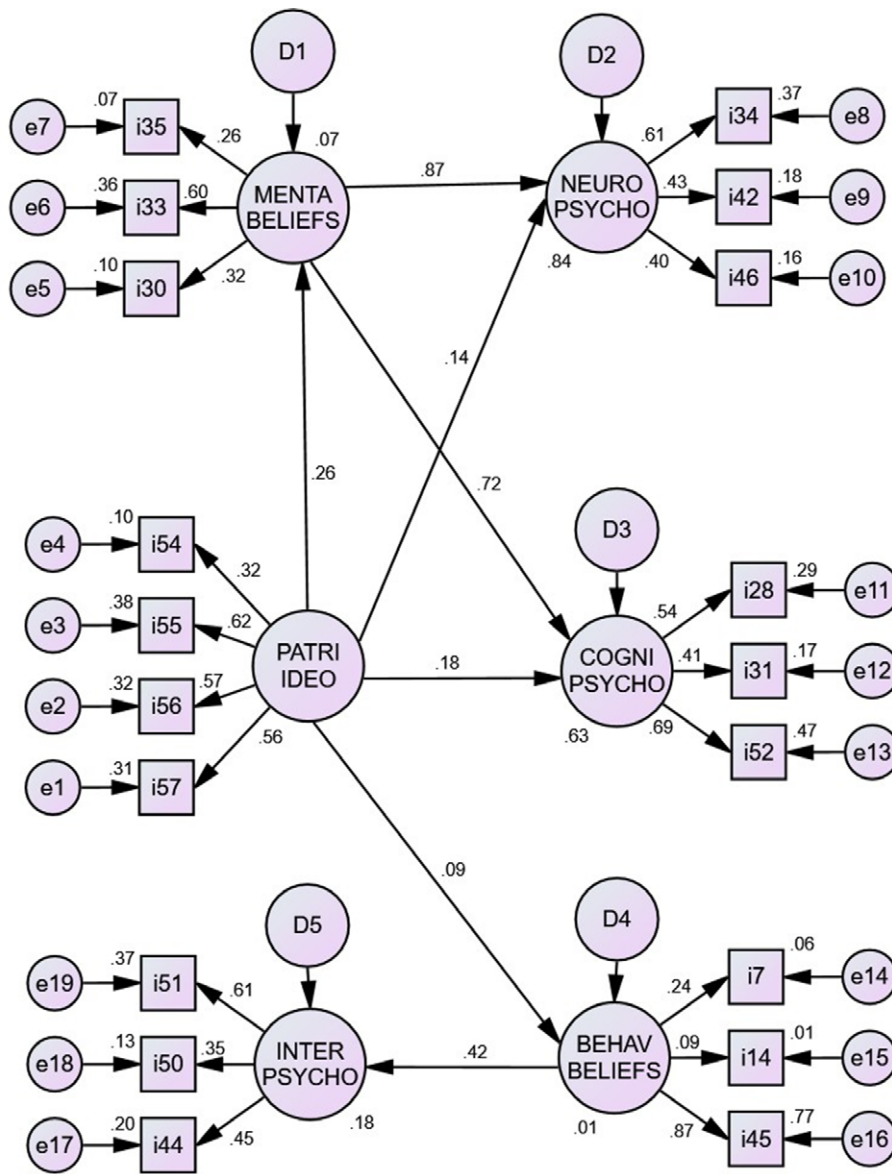 D1
D2
e7
.07
i35
.26
.07
e6
.36
i33
.60
MENTA
BELIEFS
e5
.10
i30
.32
.87
NEURO
PSYCHO
.84
.61
i34
.37
e8
.43
i42
.18
e9
.40
i46
.16
e10
.14
.26
.72
D3
e4
.10
i54
.32
e3
.38
i55
.62
e2
.32
i56
.57
e1
.31
i57
.56
PATRI
IDEO
.18
COGNI
PSYCHO
.63
.54
i28
.29
e11
.41
i31
.17
e12
.69
i52
.47
e13
.09
D5
D4
e19
.37
i51
.61
e18
.13
i50
.35
e17
.20
i44
.45
INTER
PSYCHO
.18
.42
BEHAV
BELIEFS
.01
.24
i7
.06
e14
.09
i14
.01
e15
.87
i45
.77
e16